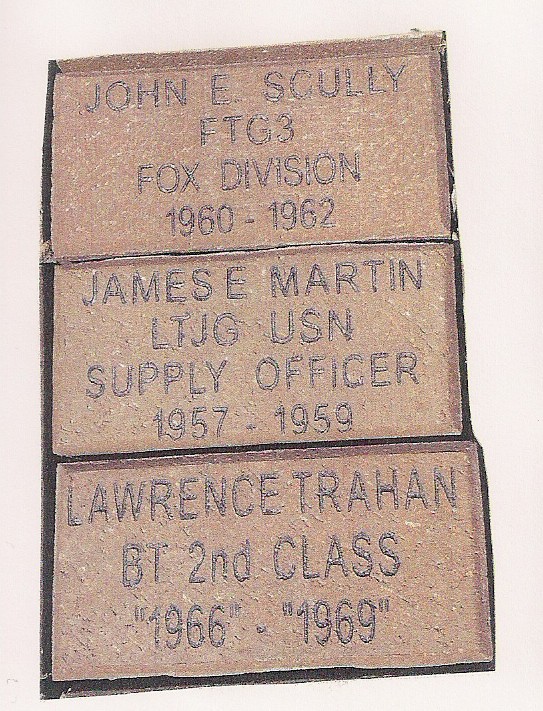 JOHN E. SCULLY
FTG3
FOX DIVISION
1960 - 1962
JAMES E MARTIN
LTJG USN
SUPPLY OFFICER
1957 - 1959
LAWRENCE TRAHAN
BT 2nd CLASS
"1966" - "1969"